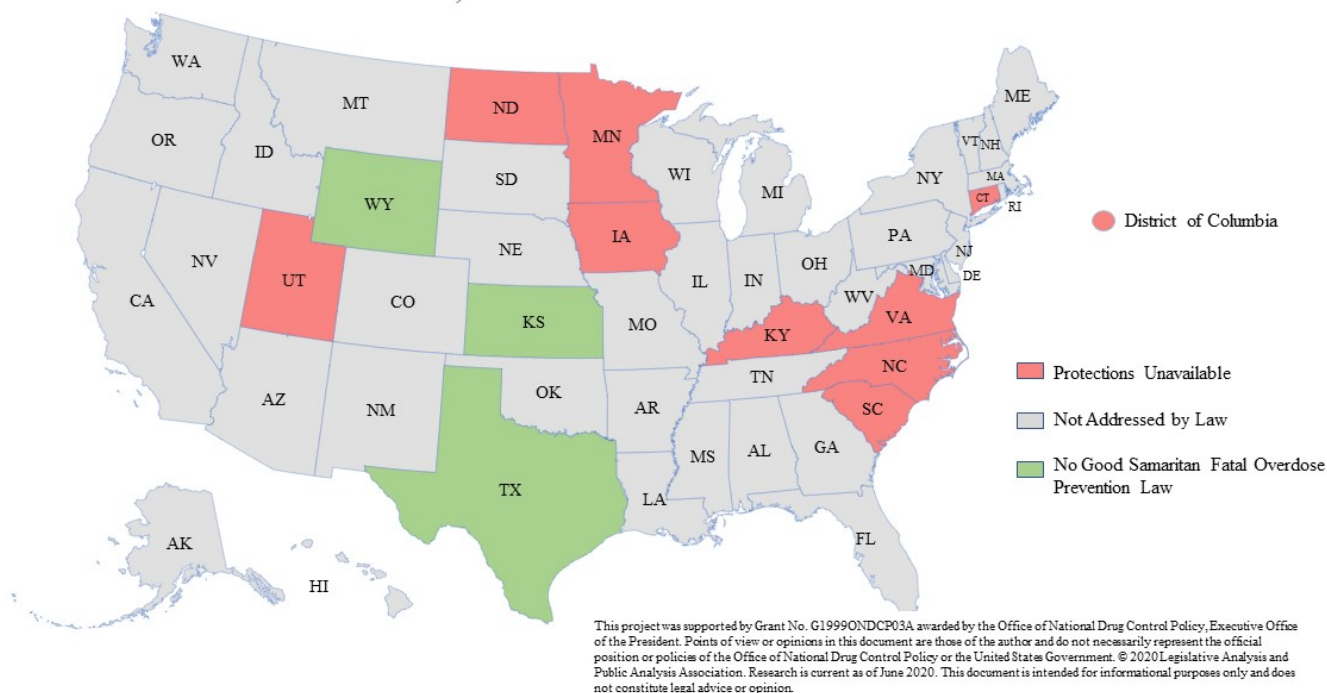 WA
MT
ND
MN
ME
OR
ID
SD
WI
MI
NY
VT
NH
MA
CT
RI
WY
NV
UT
CO
NE
IA
IL
IN
OH
PA
NJ
DE
MD
WV
VA
CA
KS
MO
KY
NC
TN
SC
AZ
NM
OK
AR
MS
AL
GA
TX
LA
FL
AK
HI
District of Columbia
Protections Unavailable
Not Addressed by Law
No Good Samaritan Fatal Overdose
Prevention Law
This project was supported by Grant No. G1999ONDCP03A awarded by the Office of National Drug Control Policy, Executive Office
of the President. Points of view or opinions in this document are those of the author and do not necessarily represent the official
position or policies of the Office of National Drug Control Policy or the United States Government. © 2020 Legislative Analysis and
Public Analysis Association. Research is current as of June 2020. This document is intended for informational purposes only and does
not constitute legal advice or opinion.